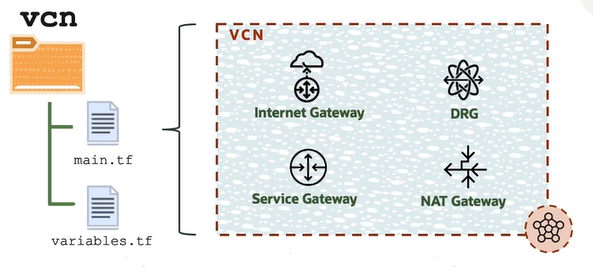 vcn
main.tf
variables.tf
VCN
Internet Gateway
DRG
Service Gateway
NAT Gateway